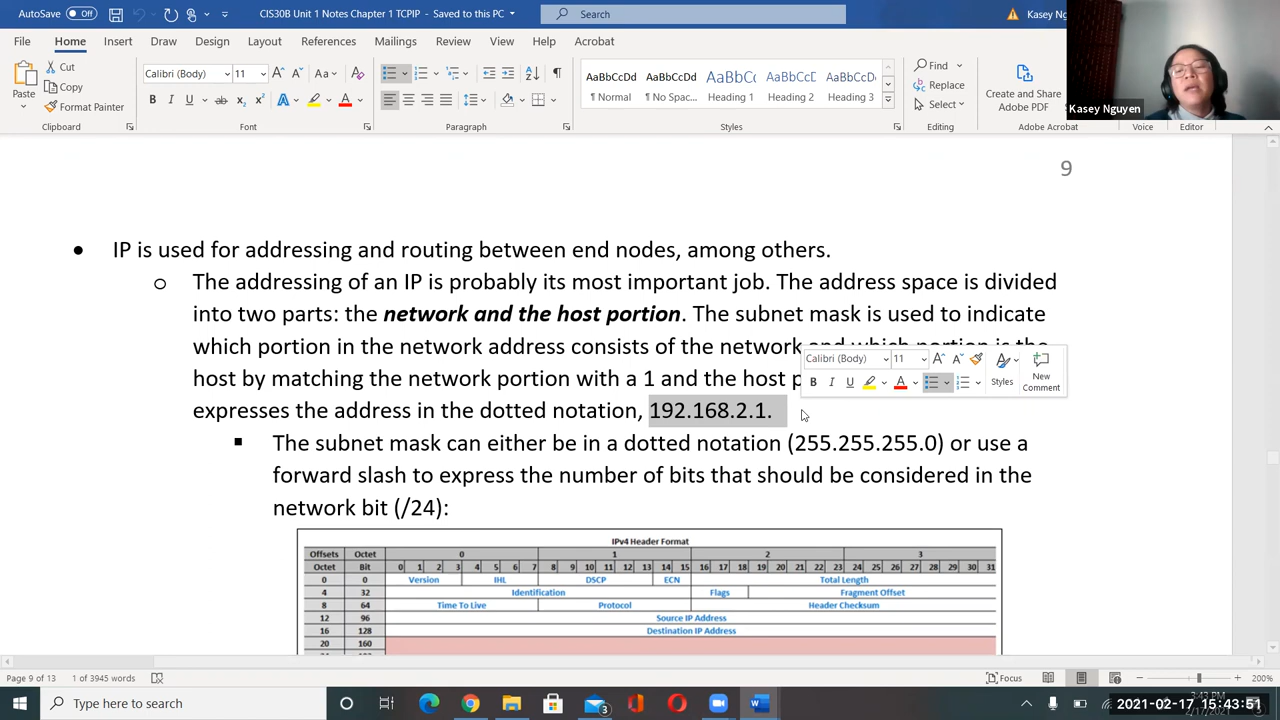 AutoSave Off CIS30B Unit 1 Notes Chapter 1 TCPIP - Saved to this PC Search Kasey Ng
File Home Insert Draw Design Layout References Mailings Review View Help Acrobat
Paste Cut Copy Format Painter
Calibri (Body) 11
AaBbCcDd AaBbCcDd AaBbCc AaBbCcD AaBbCcD
¶ Normal ¶ No Spac... Heading 1 Heading 2 Heading 3
Find Replace Select
Create and Share
Adobe PDF
Kasey Nguyen
Clipboard Font Paragraph Styles Editing Adobe Acrobat Voice Editor
9
• IP is used for addressing and routing between end nodes, among others.
o The addressing of an IP is probably its most important job. The address space is divided
into two parts: the network and the host portion. The subnet mask is used to indicate
which portion in the network address consists of the network and which portion is the
host by matching the network portion with a 1 and the host p
expresses the address in the dotted notation, 192.168.2.1.
Calibri (Body) 11
B I U A Styles New
Comment
▪ The subnet mask can either be in a dotted notation (255.255.255.0) or use a
forward slash to express the number of bits that should be considered in the
network bit (/24):
IPv4 Header Format
Offsets Octet 0 1 2 3
Octet Bit 0 1 2 3 4 5 6 7 8 9 10 11 12 13 14 15 16 17 18 19 20 21 22 23 24 25 26 27 28 29 30 31
0 0 Version IHL DSCP ECN Total Length
4 32 Identification Flags Fragment Offset
8 64 Time To Live Protocol Header Checksum
12 96 Source IP Address
16 128 Destination IP Address
20 160
Page 9 of 13 1 of 3945 words Focus 200%
Type here to search 3 2021-02-17 15:43:51